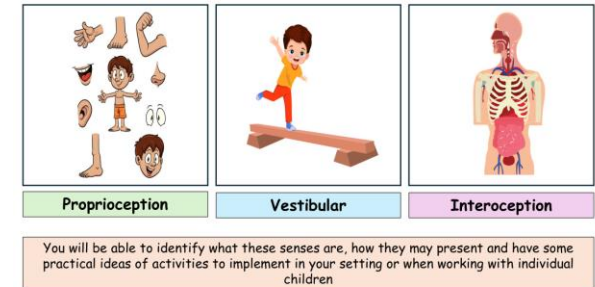 Proprioception
Vestibular
Interoception
You will be able to identify what these senses are, how they may present and have some
practical ideas of activities to implement in your setting or when working with individual
children